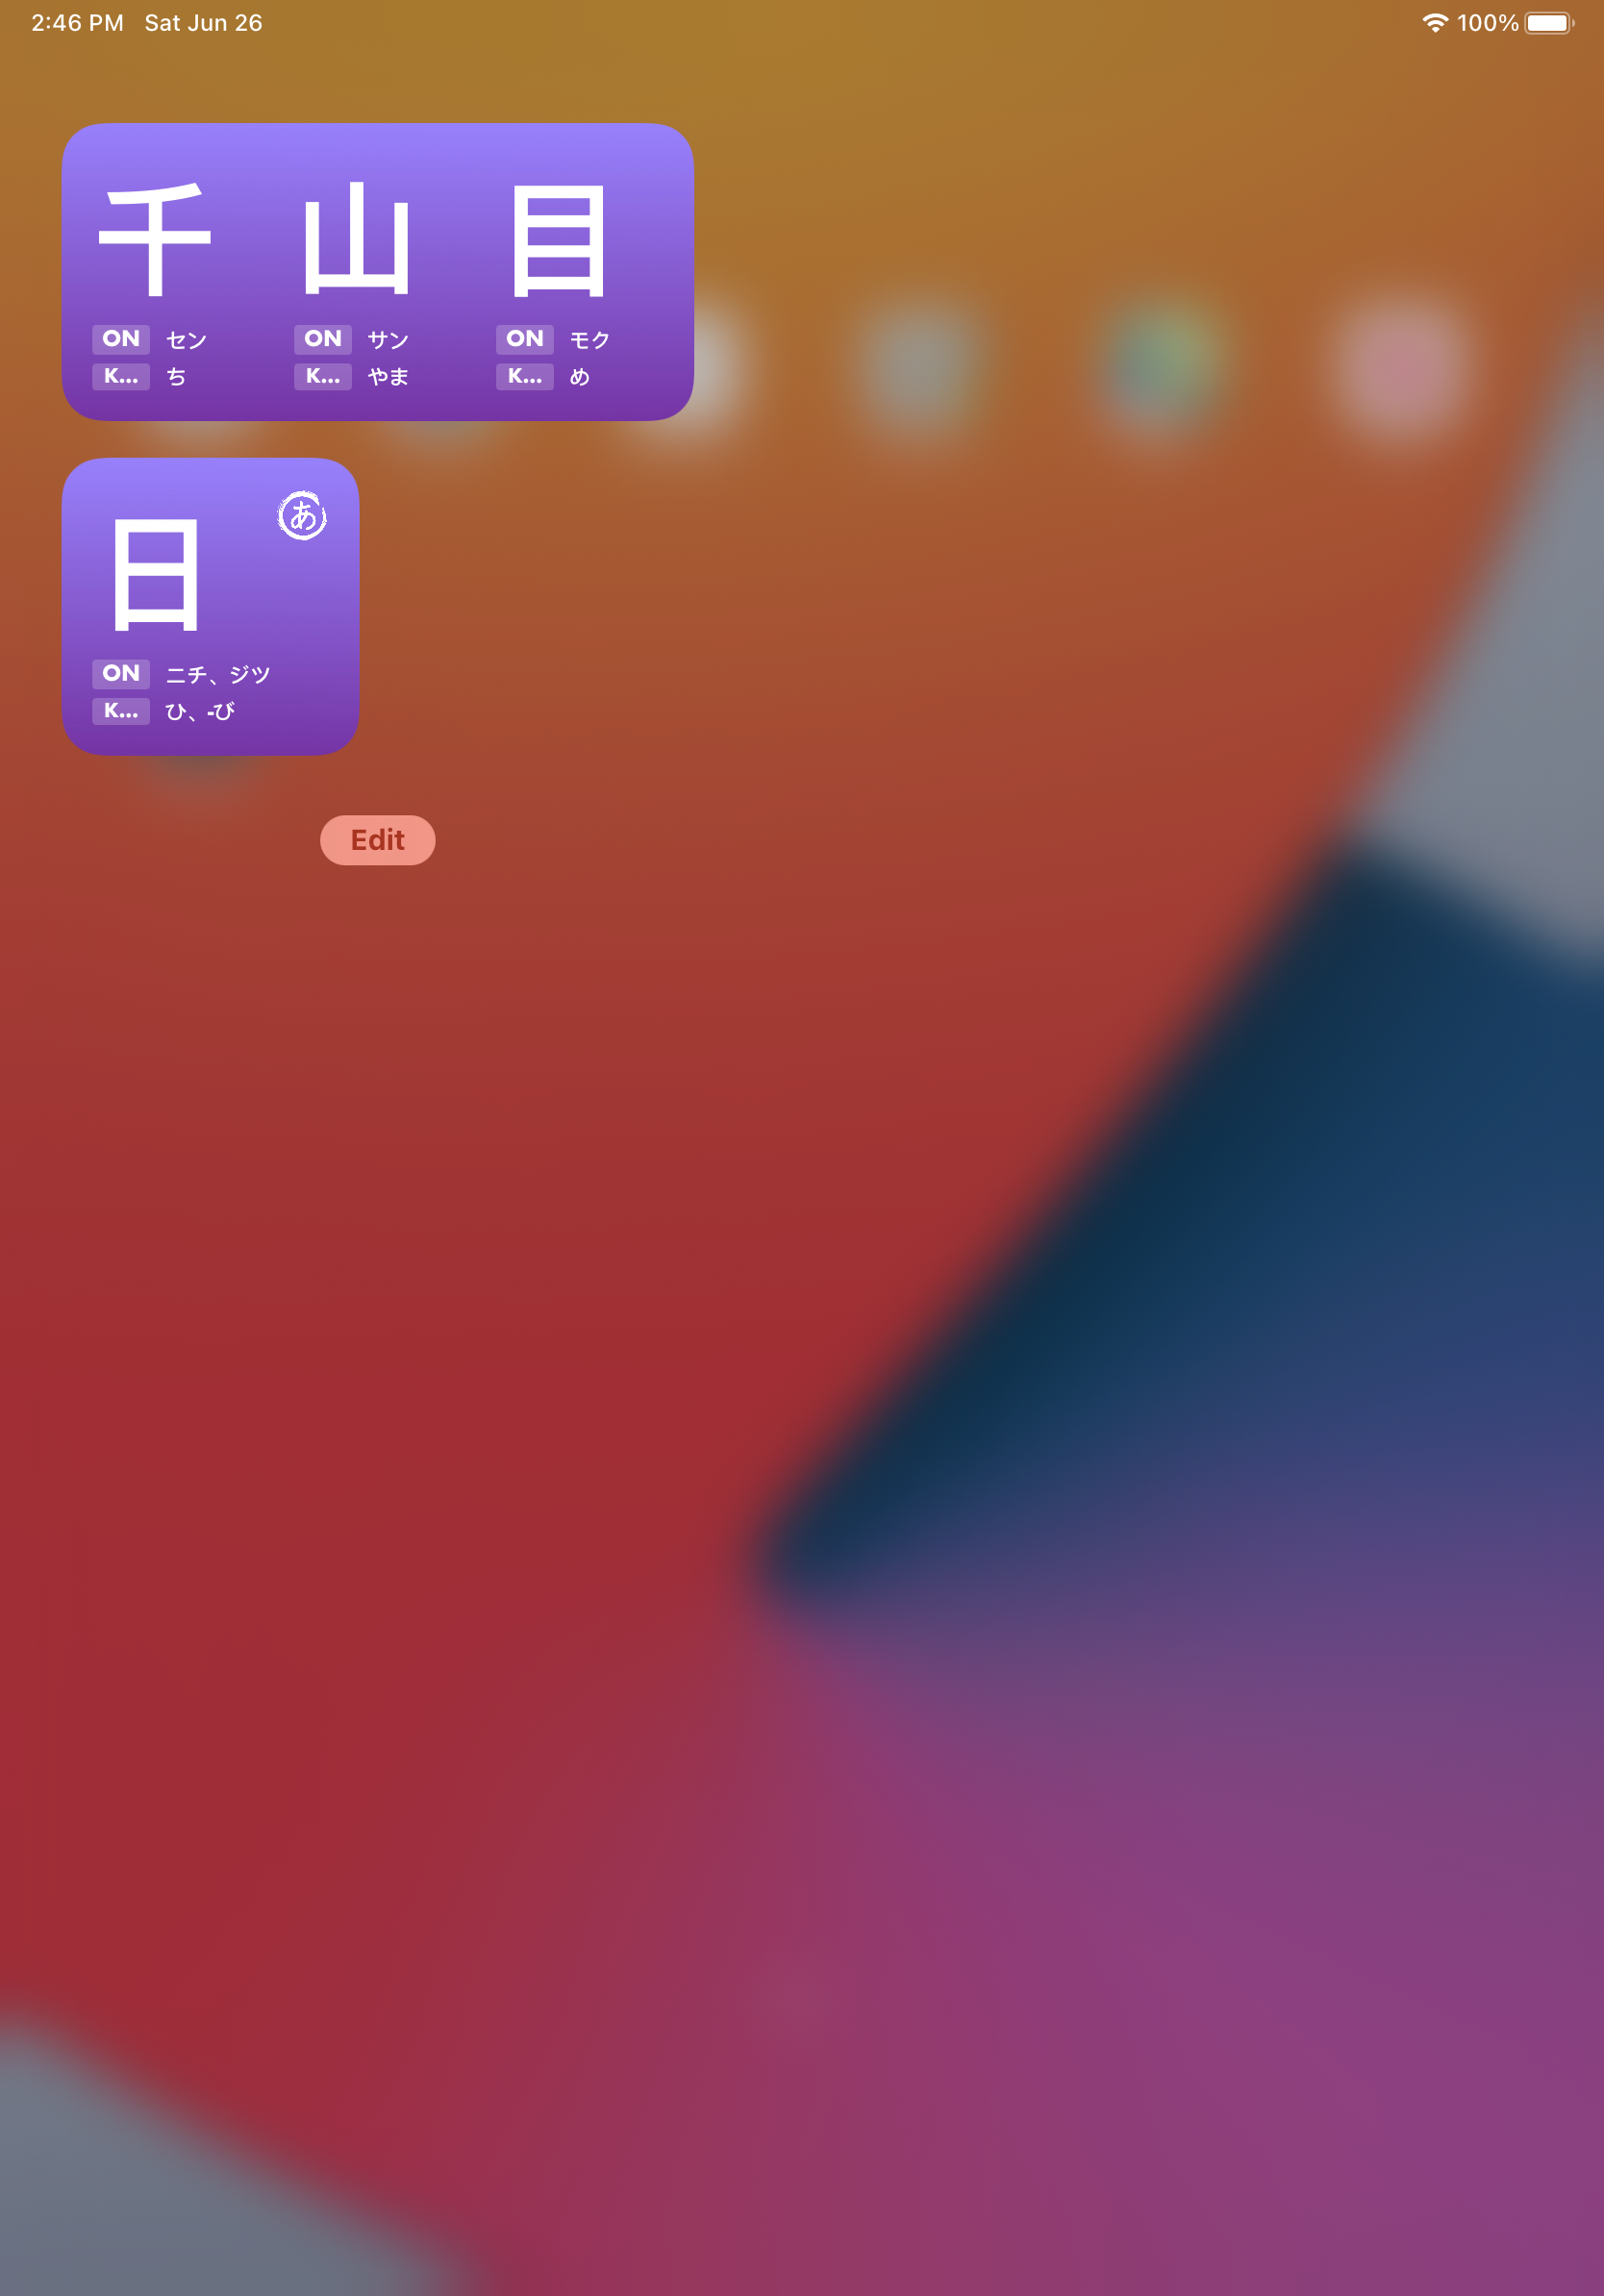 2:46 PM Sat Jun 26 100%
千 山 目
ON セン ON サン ON モク
K... ち K... やま K... め
日 あ
ON ニチ、ジツ
K... ひ、-び
Edit